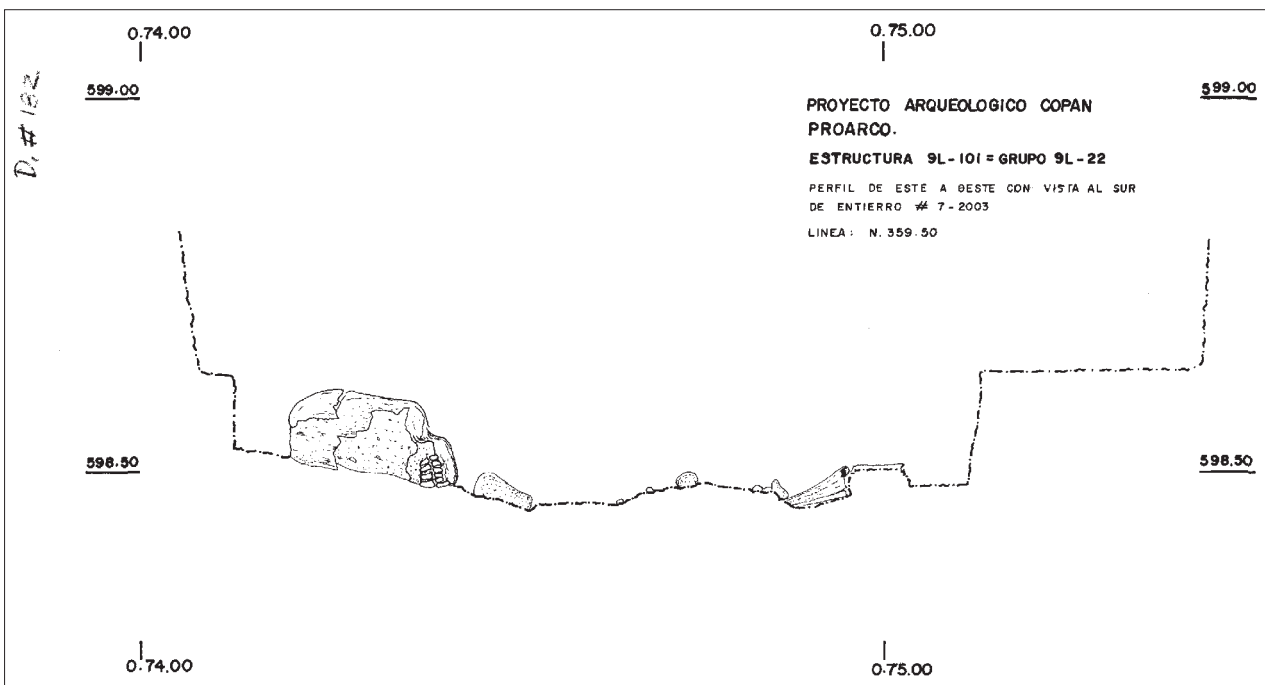 0.74.00
0.75.00
D. # 182
599.00
599.00
PROYECTO ARQUEOLOGICO COPAN
PROARCO.
ESTRUCTURA 9L-101 = GRUPO 9L-22
PERFIL DE ESTE A OESTE CON VISTA AL SUR
DE ENTIERRO # 7-2003
LINEA: N. 359.50
598.50
598.50
0.74.00
0.75.00